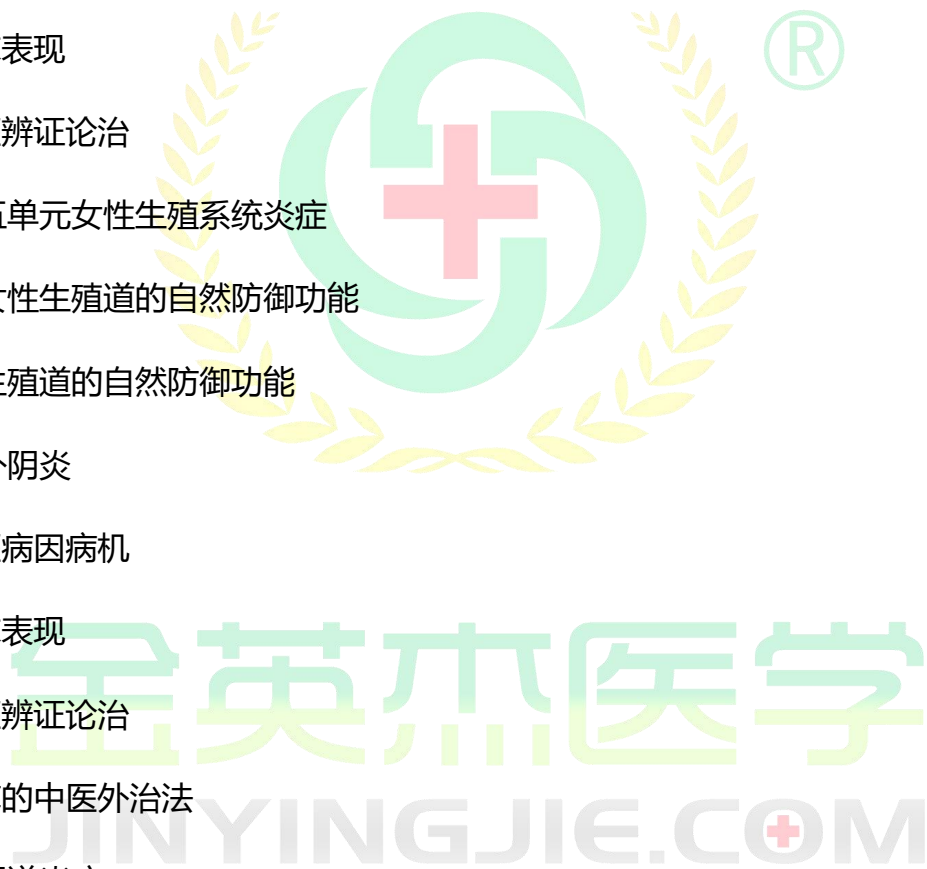 表现
辨证论治
单元女性生殖系统炎症
性生殖道的自然防御功能
殖道的自然防御功能
阴炎
病因病机
表现
辨证论治
的中医外治法
金英杰医学
JINYINGJIE.COM
®